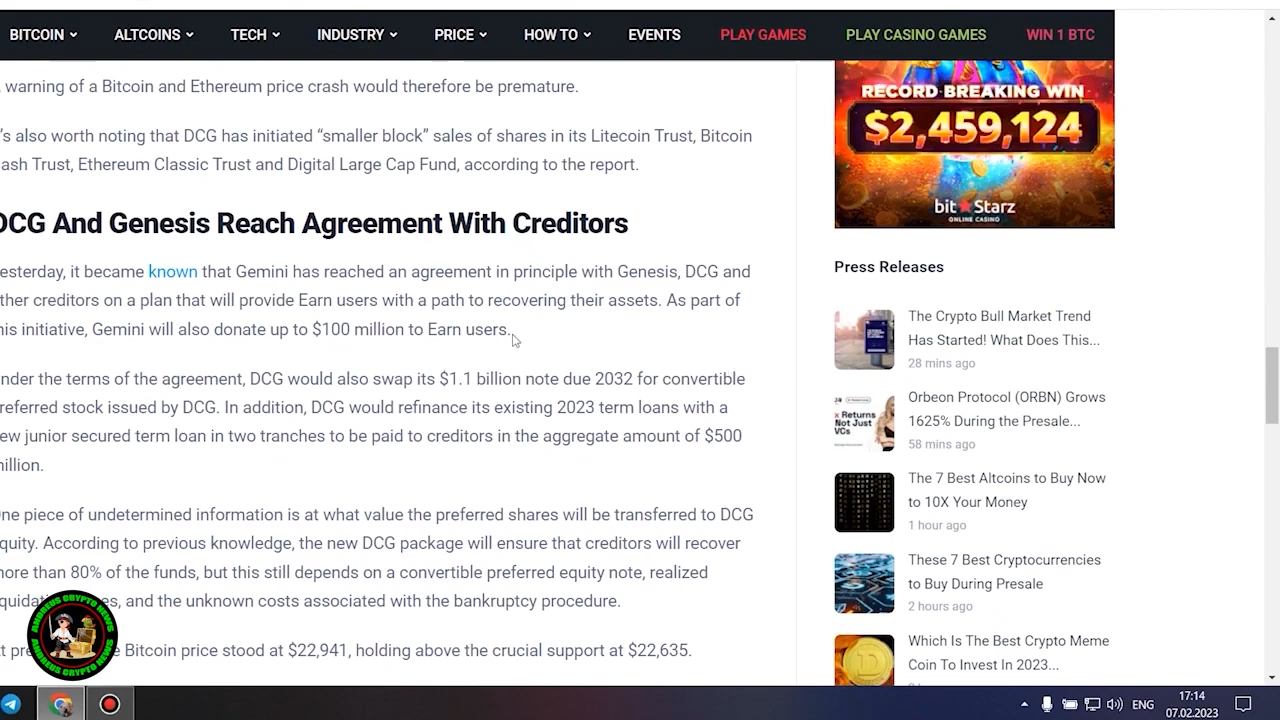 BITCOIN ALTCOINS TECH INDUSTRY PRICE HOW TO EVENTS PLAY GAMES PLAY CASINO GAMES WIN 1 BTC
warning of a Bitcoin and Ethereum price crash would therefore be premature.
's also worth noting that DCG has initiated “smaller block” sales of shares in its Litecoin Trust, Bitcoin
ash Trust, Ethereum Classic Trust and Digital Large Cap Fund, according to the report.
DCG And Genesis Reach Agreement With Creditors
esterday, it became known that Gemini has reached an agreement in principle with Genesis, DCG and
ther creditors on a plan that will provide Earn users with a path to recovering their assets. As part of
his initiative, Gemini will also donate up to $100 million to Earn users.
nder the terms of the agreement, DCG would also swap its $1.1 billion note due 2032 for convertible
referred stock issued by DCG. In addition, DCG would refinance its existing 2023 term loans with a
ew junior secured term loan in two tranches to be paid to creditors in the aggregate amount of $500
illion.
ne piece of undetermined information is at what value the preferred shares will be transferred to DCG
quity. According to previous knowledge, the new DCG package will ensure that creditors will recover
ore than 80% of the funds, but this still depends on a convertible preferred equity note, realized
and the unknown costs associated with the bankruptcy procedure.
Bitcoin price stood at $22,941, holding above the crucial support at $22,635.
RECORD BREAKING WIN
$2,459,124
bitStarz
ONLINE CASINO
Press Releases
The Crypto Bull Market Trend
Has Started! What Does This...
28 mins ago
Orbeon Protocol (ORBN) Grows
1625% During the Presale...
58 mins ago
Returns
Not Just
VCs
The 7 Best Altcoins to Buy Now
to 10X Your Money
1 hour ago
These 7 Best Cryptocurrencies
to Buy During Presale
2 hours ago
Which Is The Best Crypto Meme
Coin To Invest In 2023...
ANDREUS CRYPTO NEWS
ANDREUS CRYPTO NEWS
ENG
17:14
07.02.2023